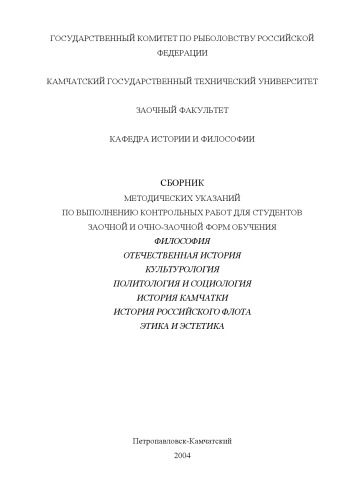 ГОСУДАРСТВЕННЫЙ КОМИТЕТ ПО РЫБОЛОВСТВУ РОССИЙСКОЙ
ФЕДЕРАЦИИ
КАМЧАТСКИЙ ГОСУДАРСТВЕННЫЙ ТЕХНИЧЕСКИЙ УНИВЕРСИТЕТ
ЗАОЧНЫЙ ФАКУЛЬТЕТ
КАФЕДРА ИСТОРИИ И ФИЛОСОФИИ
СБОРНИК
МЕТОДИЧЕСКИХ УКАЗАНИЙ
ПО ВЫПОЛНЕНИЮ КОНТРОЛЬНЫХ РАБОТ ДЛЯ СТУДЕНТОВ
ЗАОЧНОЙ И ОЧНО-ЗАОЧНОЙ ФОРМ ОБУЧЕНИЯ
ФИЛОСОФИЯ
ОТЕЧЕСТВЕННАЯ ИСТОРИЯ
КУЛЬТУРОЛОГИЯ
ПОЛИТОЛОГИЯ И СОЦИОЛОГИЯ
ИСТОРИЯ КАМЧАТКИ
ИСТОРИЯ РОССИЙСКОГО ФЛОТА
ЭТИКА И ЭСТЕТИКА
Петропавловск-Камчатский
2004